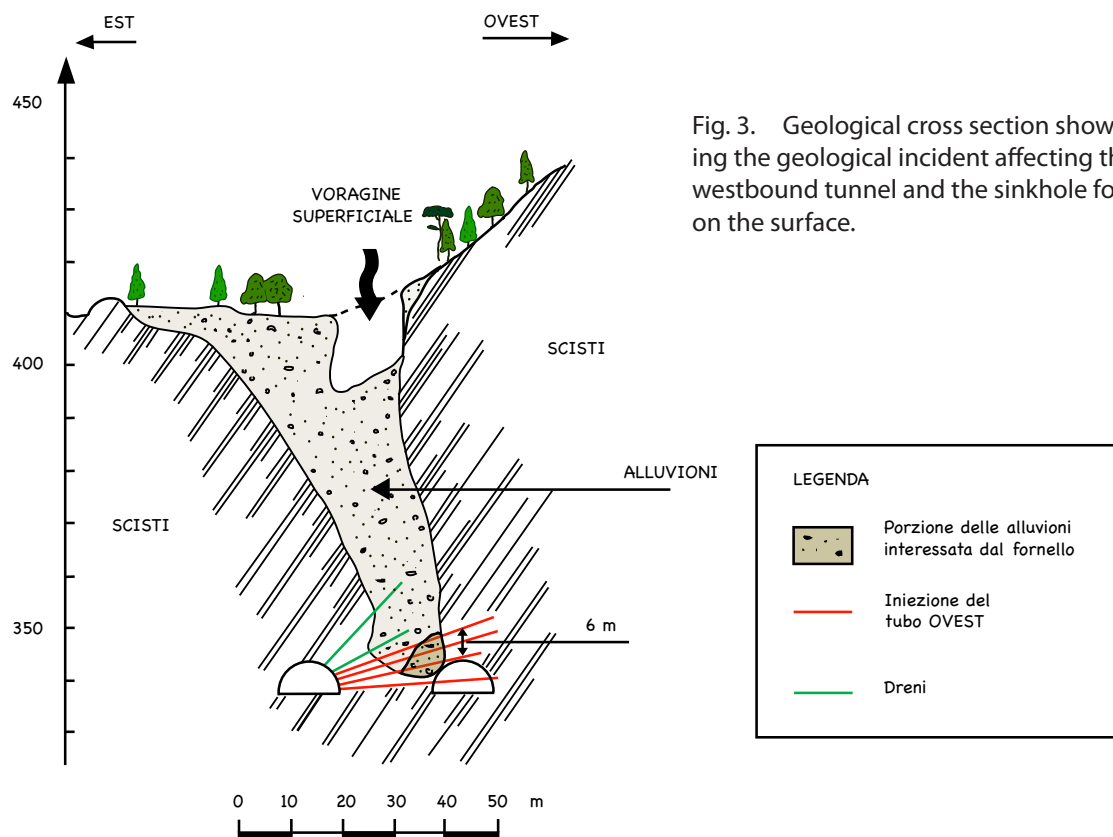 EST
OVEST
450
Fig. 3. Geological cross section show-
ing the geological incident affecting
westbound tunnel and the sinkhole
on the surface.
VORAGINE
SUPERFICIALE
400
SCISTI
ALLUVIONI
SCISTI
LEGENDA
Porzione delle alluvioni
interessata dal fornello
Iniezione del
tubo OVEST
350
6 m
Dreni
0 10 20 30 40 50 m